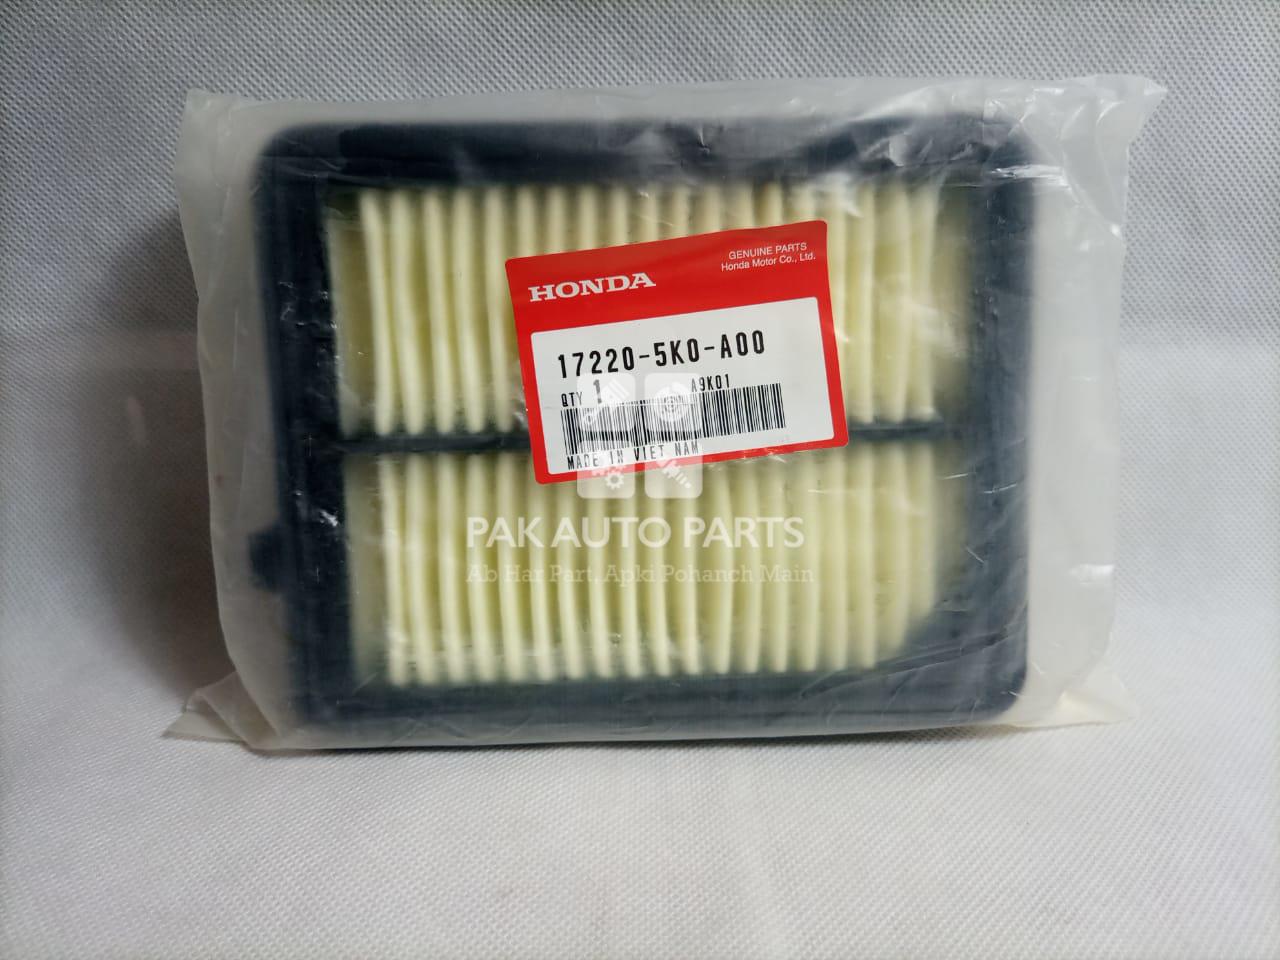 HONDA
GENUINE PARTS
Honda Motor Co., Ltd.
17220-5K0-A00
QTY 1
A9K01
MADE IN VIET NAM
PAK AUTO PARTS
Ab Har Part, Apki Pohanch Main